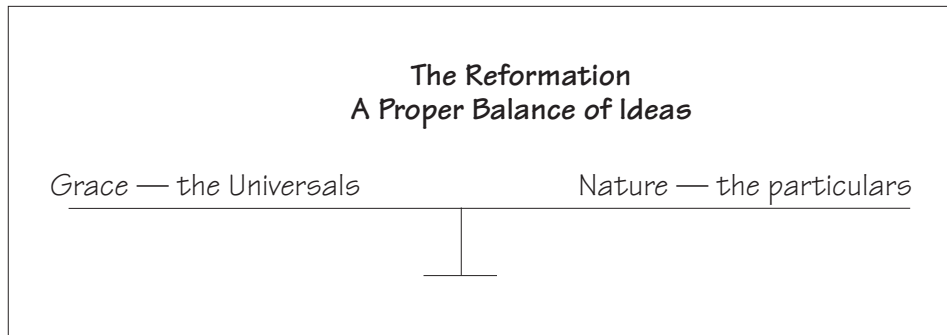 The Reformation
A Proper Balance of Ideas
Grace — the Universals Nature — the particulars